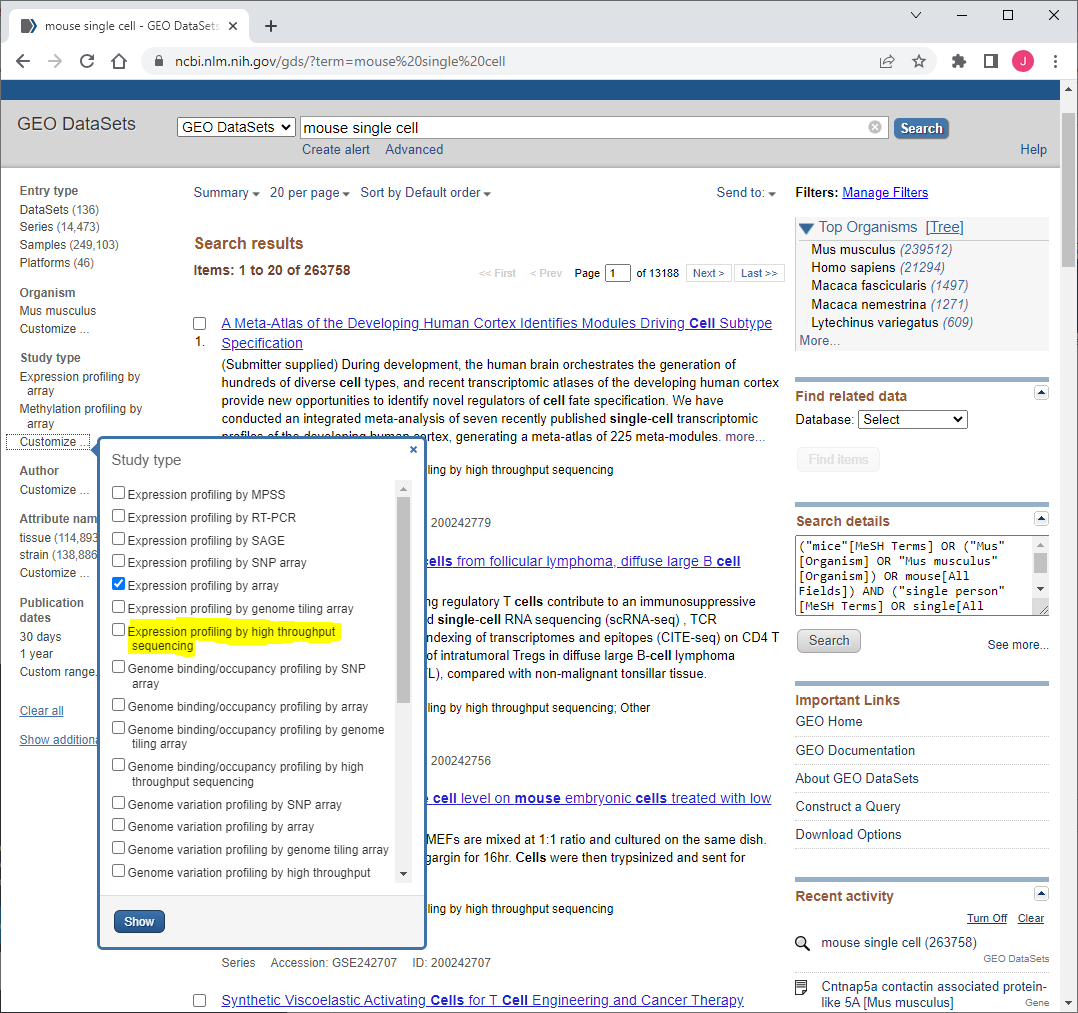 mouse single cell - GEO DataSets
ncbi.nlm.nih.gov/gds/?term=mouse%20single%20cell
J
GEO DataSets
GEO DataSets
mouse single cell
Search
Create alert Advanced
Help
Entry type
DataSets (136)
Series (14,473)
Samples (249,103)
Platforms (46)
Organism
Mus musculus
Customize ...
Study type
Expression profiling by
array
Methylation profiling by
array
Customize ...
Author
Customize ...
Attribute nam
tissue (114,893
strain (138,886
Customize ...
Publication
dates
30 days
1 year
Custom range.
Clear all
Show additiona
Study type
Expression profiling by MPSS
Expression profiling by RT-PCR
Expression profiling by SAGE
Expression profiling by SNP array
Expression profiling by array
Expression profiling by genome tiling array
Expression profiling by high throughput
sequencing
Genome binding/occupancy profiling by SNP
array
Genome binding/occupancy profiling by array
Genome binding/occupancy profiling by genome
tiling array
Genome binding/occupancy profiling by high
throughput sequencing
Genome variation profiling by SNP array
Genome variation profiling by array
Genome variation profiling by genome tiling array
Genome variation profiling by high throughput
Show
Summary 20 per page Sort by Default order
Send to:
Search results
Items: 1 to 20 of 263758
<< First < Prev Page 1 of 13188 Next > Last >>
A Meta-Atlas of the Developing Human Cortex Identifies Modules Driving Cell Subtype
1. Specification
(Submitter supplied) During development, the human brain orchestrates the generation of
hundreds of diverse cell types, and recent transcriptomic atlases of the developing human cortex
provide new opportunities to identify novel regulators of cell fate specification. We have
conducted an integrated meta-analysis of seven recently published single-cell transcriptomic
profiles of the developing human cortex, generating a meta-atlas of 225 meta-modules. more...
ling by high throughput sequencing
200242779
cells from follicular lymphoma, diffuse large B cell
ng regulatory T cells contribute to an immunosuppressive
d single-cell RNA sequencing (scRNA-seq) , TCR
ndexing of transcriptomes and epitopes (CITE-seq) on CD4 T
of intratumoral Tregs in diffuse large B-cell lymphoma
L), compared with non-malignant tonsillar tissue.
ling by high throughput sequencing; Other
200242756
e cell level on mouse embryonic cells treated with low
MEFs are mixed at 1:1 ratio and cultured on the same dish.
gargin for 16hr. Cells were then trypsinized and sent for
ling by high throughput sequencing
Series Accession: GSE242707 ID: 200242707
Synthetic Viscoelastic Activating Cells for T Cell Engineering and Cancer Therapy
Filters: Manage Filters
Top Organisms [Tree]
Mus musculus (239512)
Homo sapiens (21294)
Macaca fascicularis (1497)
Macaca nemestrina (1271)
Lytechinus variegatus (609)
More...
Find related data
Database: Select
Find items
Search details
("mice"[MeSH Terms] OR ("Mus"
[Organism] OR "Mus musculus"
[Organism]) OR mouse[All
Fields]) AND ("single person"
[MeSH Terms] OR single[All
Search
See more...
Important Links
GEO Home
GEO Documentation
About GEO DataSets
Construct a Query
Download Options
Recent activity
Turn Off Clear
mouse single cell (263758)
GEO DataSets
Cntnap5a contactin associated protein-
like 5A [Mus musculus]
Gene